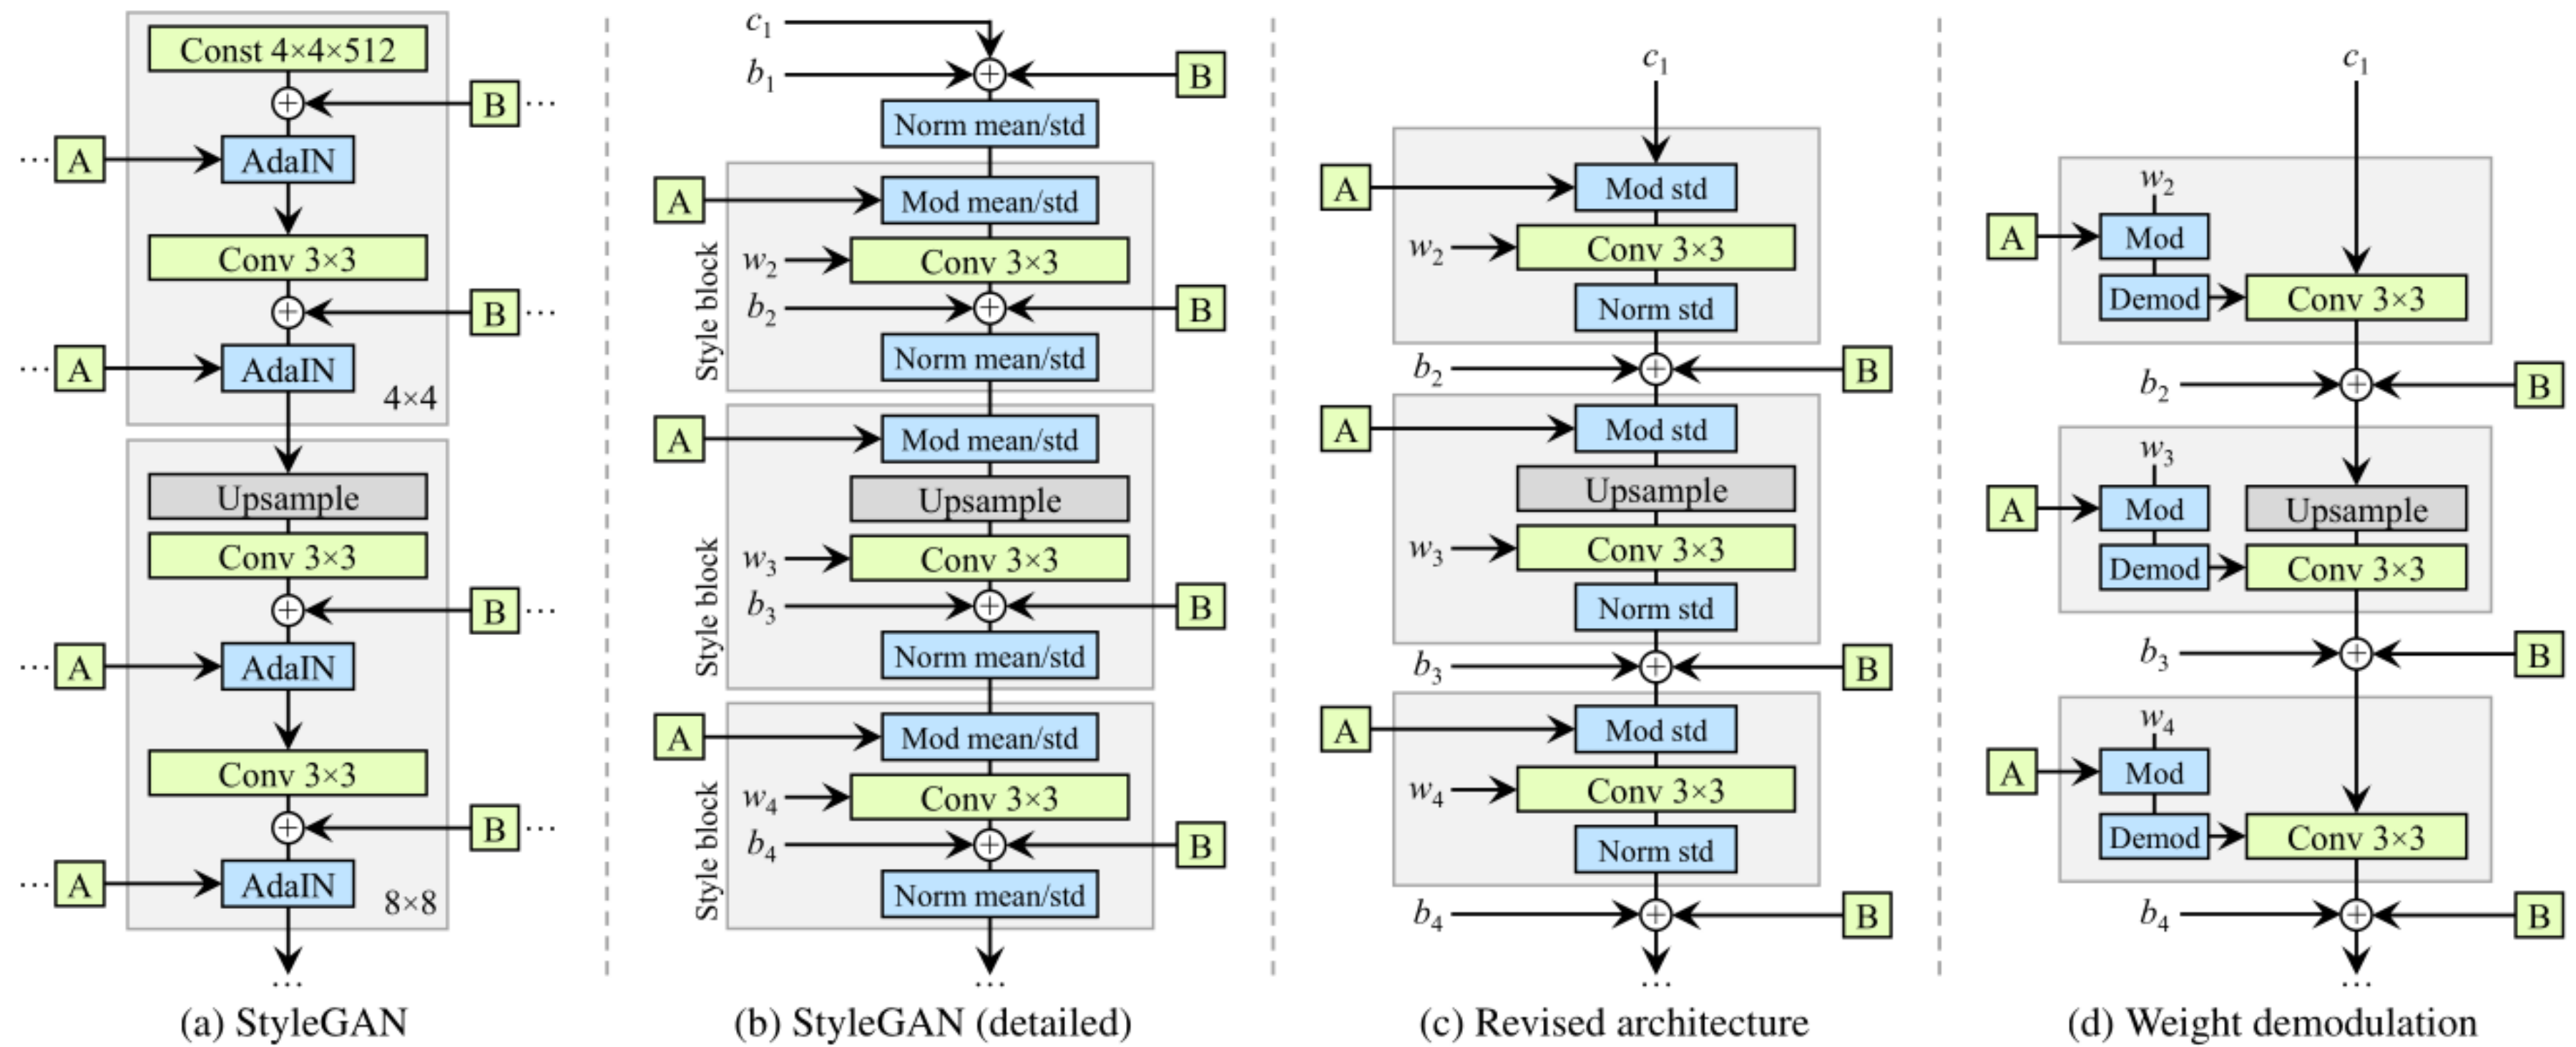 Const 4×4×512
B ···
··· A
AdaIN
Conv 3×3
B ···
··· A
AdaIN
4×4
Upsample
Conv 3×3
B ···
··· A
AdaIN
Conv 3×3
B ···
··· A
AdaIN
8×8
···
(a) StyleGAN
c1
b1
B
Norm mean/std
A
Mod mean/std
w2
Conv 3×3
b2
B
Norm mean/std
Style block
A
Mod mean/std
Upsample
w3
Conv 3×3
b3
B
Norm mean/std
Style block
A
Mod mean/std
w4
Conv 3×3
b4
B
Norm mean/std
Style block
···
(b) StyleGAN (detailed)
c1
A
Mod std
w2
Conv 3×3
Norm std
b2
B
A
Mod std
Upsample
w3
Conv 3×3
Norm std
b3
B
A
Mod std
w4
Conv 3×3
Norm std
b4
B
···
(c) Revised architecture
c1
w2
A
Mod
Demod
Conv 3×3
b2
B
w3
A
Mod
Upsample
Demod
Conv 3×3
b3
B
w4
A
Mod
Demod
Conv 3×3
b4
B
···
(d) Weight demodulation